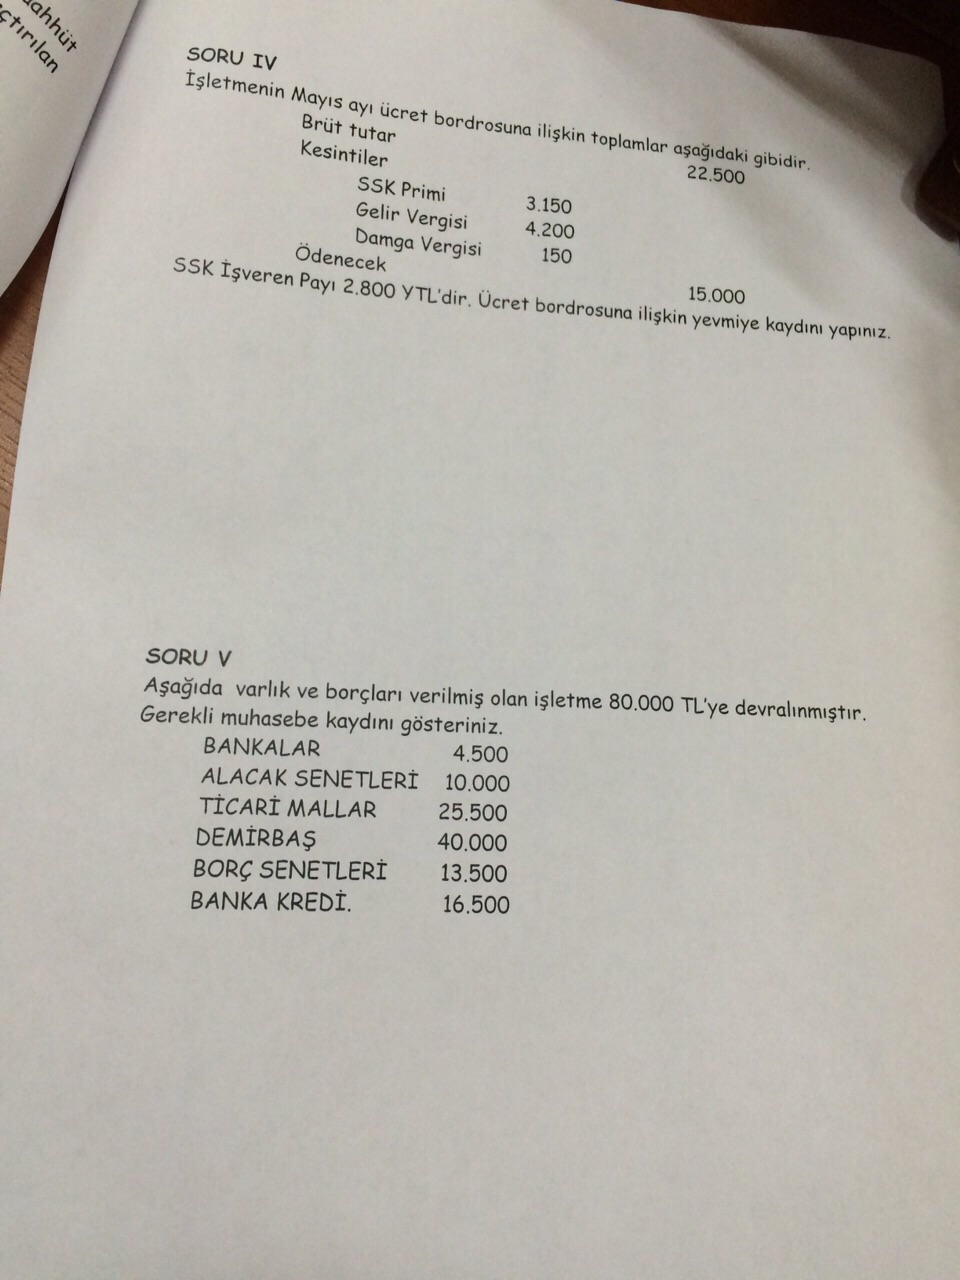 ahhüt
çtırılan
SORU IV
İşletmenin Mayıs ayı ücret bordrosuna ilişkin toplamlar aşağıdaki gibidir.
Brüt tutar 22.500
Kesintiler
SSK Primi 3.150
Gelir Vergisi 4.200
Damga Vergisi 150
Ödenecek 15.000
SSK İşveren Payı 2.800 YTL'dir. Ücret bordrosuna ilişkin yevmiye kaydını yapınız.
SORU V
Aşağıda varlık ve borçları verilmiş olan işletme 80.000 TL'ye devralınmıştır.
Gerekli muhasebe kaydını gösteriniz.
BANKALAR 4.500
ALACAK SENETLERİ 10.000
TİCARİ MALLAR 25.500
DEMİRBAŞ 40.000
BORÇ SENETLERİ 13.500
BANKA KREDİ. 16.500